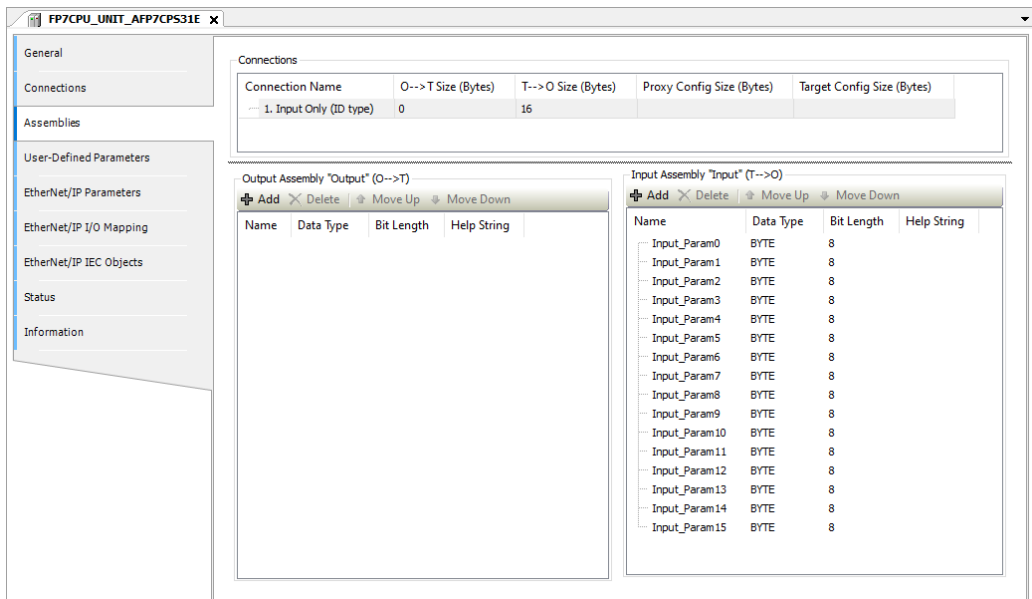 FP7CPU_UNIT_AFP7CPS31E X
General
Connections
Assemblies
User-Defined Parameters
EtherNet/IP Parameters
EtherNet/IP I/O Mapping
EtherNet/IP IEC Objects
Status
Information
Connections
Connection Name O-->T Size (Bytes) T-->O Size (Bytes) Proxy Config Size (Bytes) Target Config Size (Bytes)
1. Input Only (ID type) 0 16
Output Assembly "Output" (O-->T)
Add Delete Move Up Move Down
Name Data Type Bit Length Help String
Input Assembly "Input" (T-->O)
Add Delete Move Up Move Down
Name Data Type Bit Length Help String
Input_Param0 BYTE 8
Input_Param1 BYTE 8
Input_Param2 BYTE 8
Input_Param3 BYTE 8
Input_Param4 BYTE 8
Input_Param5 BYTE 8
Input_Param6 BYTE 8
Input_Param7 BYTE 8
Input_Param8 BYTE 8
Input_Param9 BYTE 8
Input_Param10 BYTE 8
Input_Param11 BYTE 8
Input_Param12 BYTE 8
Input_Param13 BYTE 8
Input_Param14 BYTE 8
Input_Param15 BYTE 8